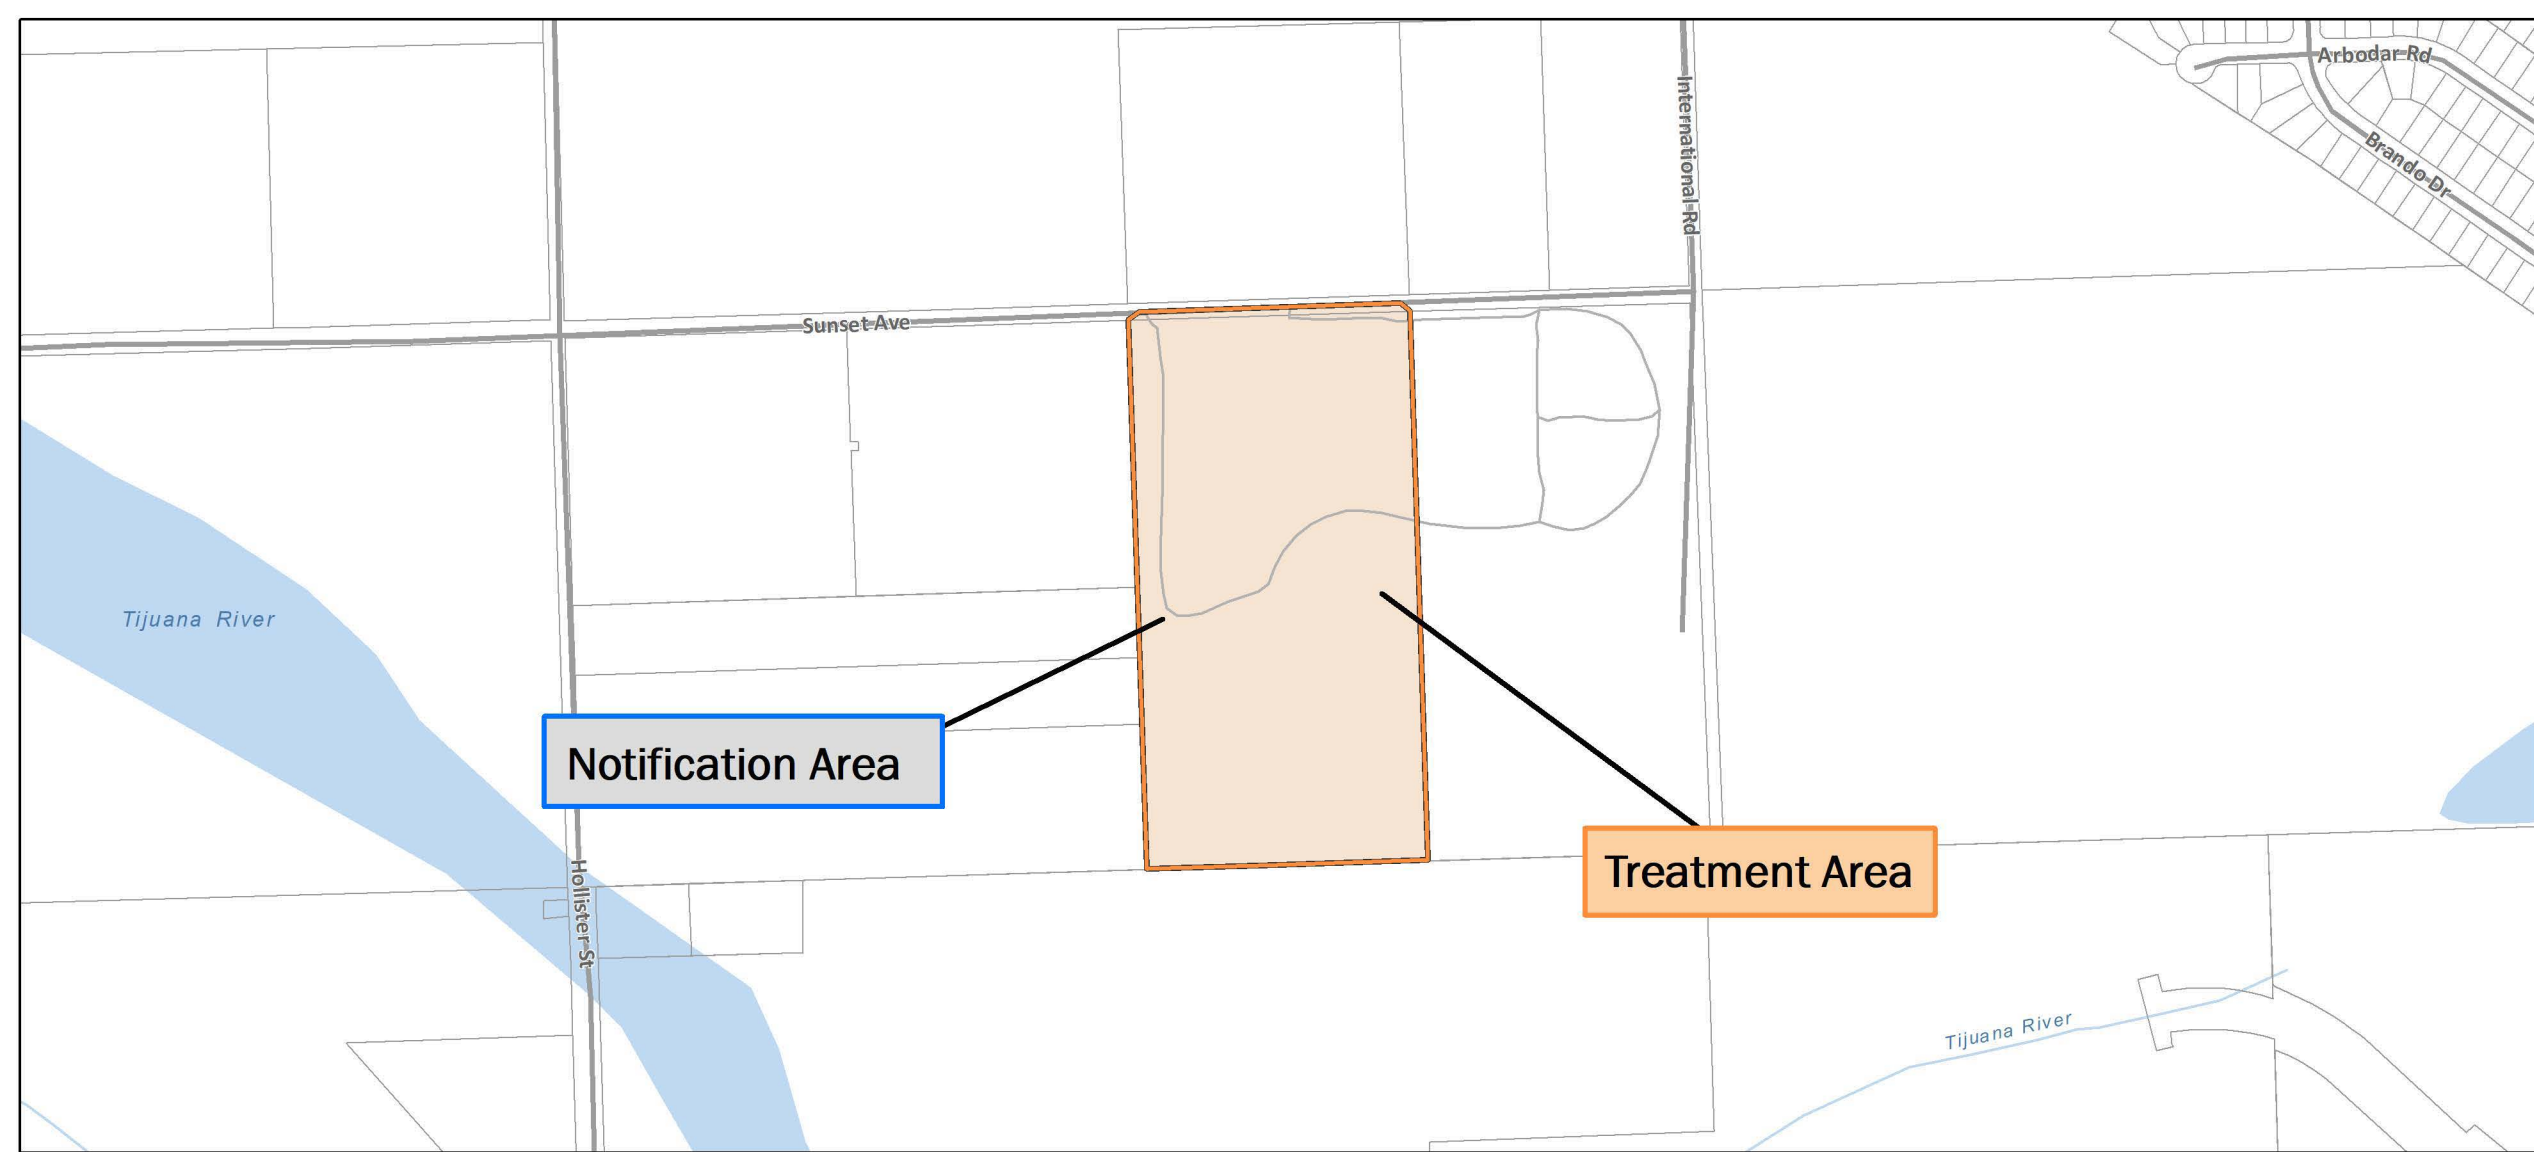 Arbodar Rd
International Rd
Brando Dr
Sunset Ave
Tijuana River
Notification Area
Treatment Area
Hollister St
Tijuana River